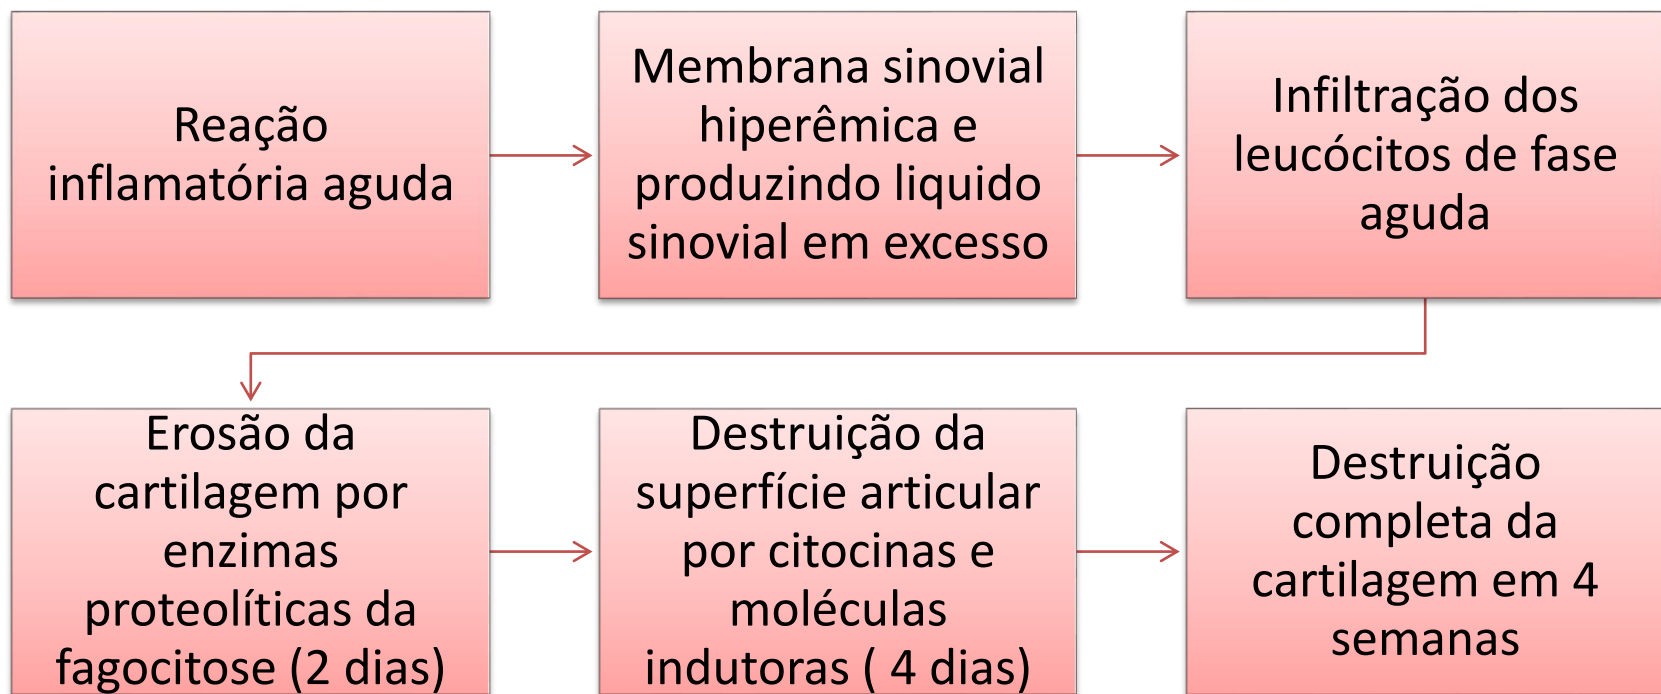 Reação
inflamatória aguda
Membrana sinovial
hiperêmica e
produzindo liquido
sinovial em excesso
Infiltração dos
leucócitos de fase
aguda
Erosão da
cartilagem por
enzimas
proteolíticas da
fagocitose (2 dias)
Destruição da
superfície articular
por citocinas e
moléculas
indutoras ( 4 dias)
Destruição
completa da
cartilagem em 4
semanas